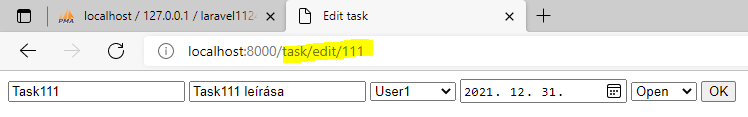 PMA localhost / 127.0.0.1 / laravel112
Edit task
localhost:8000/task/edit/111
Task111 Task111 leírása User1 2021. 12. 31. Open OK